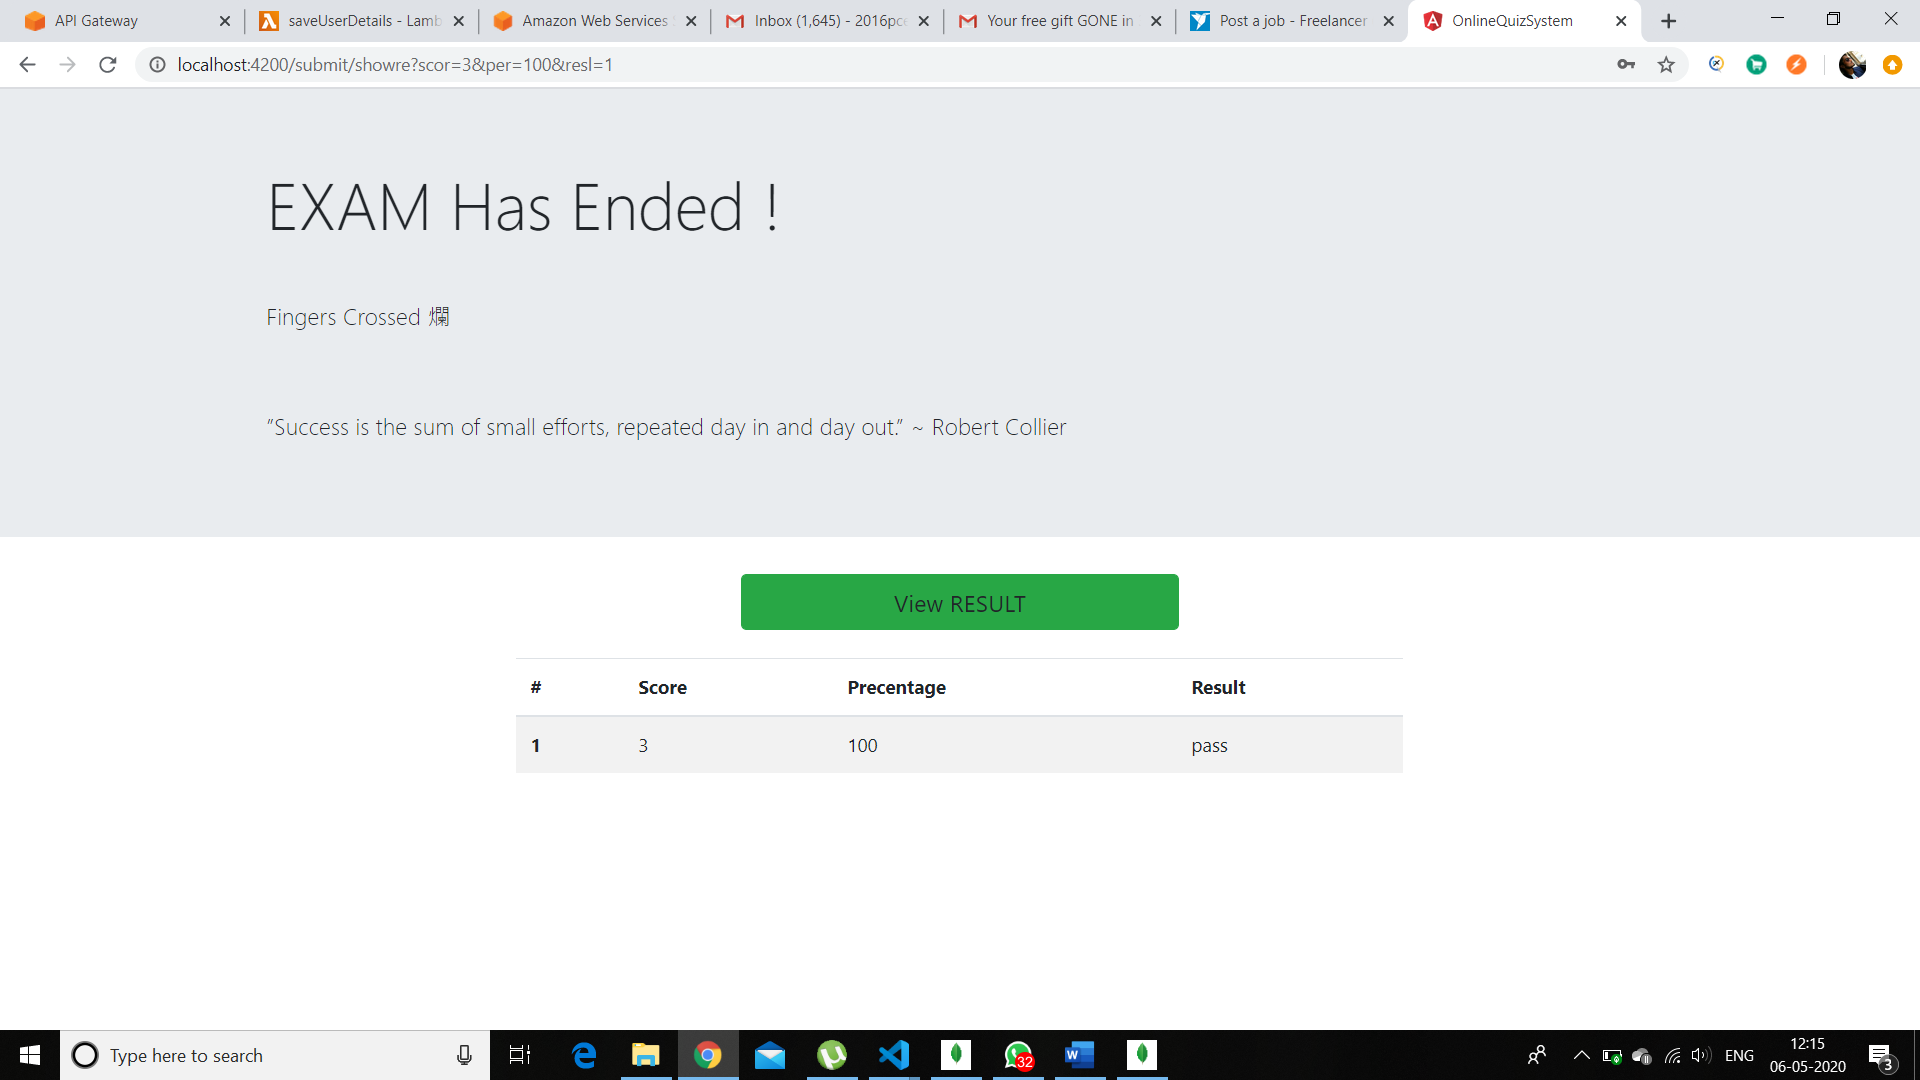 API Gateway
saveUserDetails - Lamb
Amazon Web Services
Inbox (1,645) - 2016pce
Your free gift GONE in
Post a job - Freelancer
OnlineQuizSystem
localhost:4200/submit/showre?scor=3&per=100&resl=1
EXAM Has Ended !
Fingers Crossed 爛
"Success is the sum of small efforts, repeated day in and day out." ~ Robert Collier
View RESULT
# Score Precentage Result
1 3 100 pass
Type here to search
32
ENG
12:15
06-05-2020
3